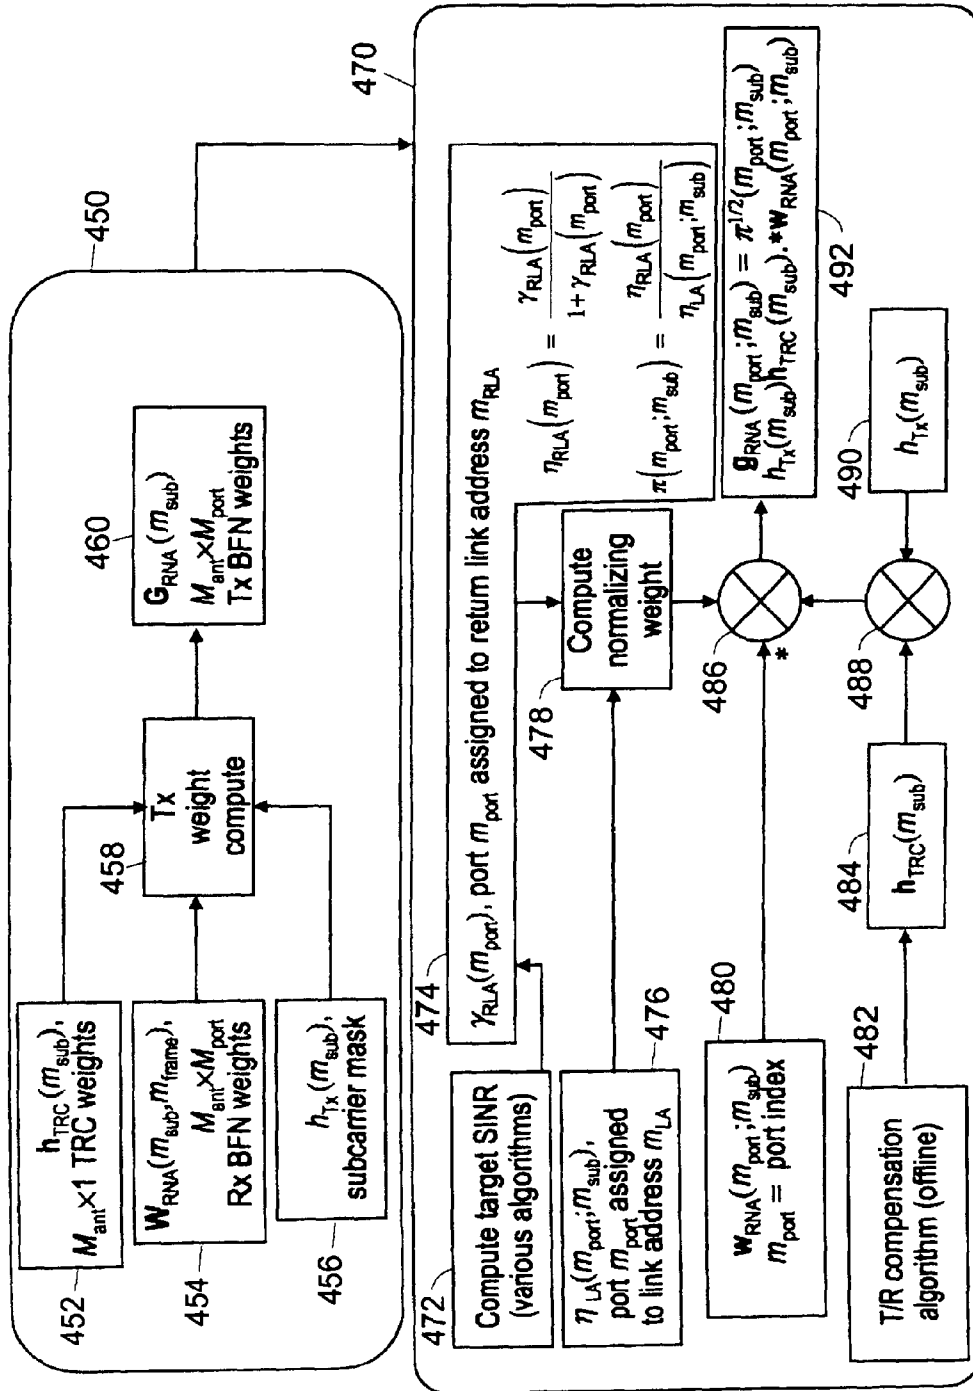 450
h_TRC(m_sub),
M_ant×1 TRC weights
452
W_RNA(m_sub,m_frame),
M_ant×M_port
Rx BFN weights
454
h_Tx(m_sub),
subcarrier mask
456
458
Tx
weight
compute
460
G_RNA(m_sub)
M_ant×M_port
Tx BFN weights
470
472
Compute target SINR
(various algorithms)
474
γ_RLA(m_port), port m_port assigned to return link address m_RLA
η_RLA(m_port) = γ_RLA(m_port) / 1+γ_RLA(m_port)
π(m_port;m_sub) = η_RLA(m_port) / η_LA(m_port;m_sub)
476
η_LA(m_port;m_sub),
port m_port assigned
to link address m_LA
478
Compute
normalizing
weight
480
w_RNA(m_port;m_sub)
m_port = port index
482
T/R compensation
algorithm (offline)
484
h_TRC(m_sub)
486
*
488
490
h_Tx(m_sub)
g_RNA(m_port;m_sub) = π^1/2(m_port;m_sub)
h_Tx(m_sub)h_TRC(m_sub).*w_RNA(m_port;m_sub)
492